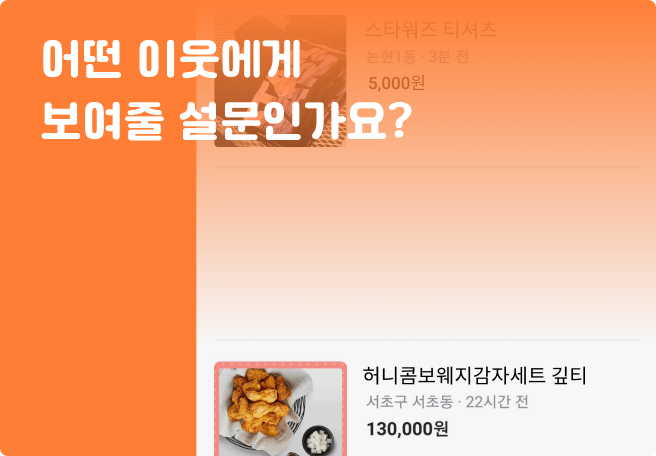 어떤 이웃에게
보여줄 설문인가요?
스타워즈 티셔츠
논현1동 · 3분 전
5,000원
허니콤보웨지감자세트 깊티
서초구 서초동 · 22시간 전
130,000원